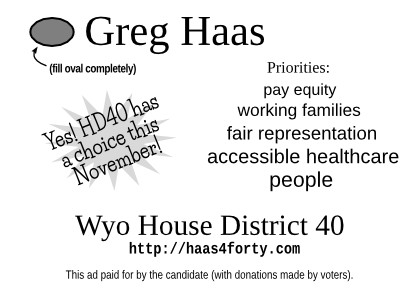 Greg Haas
(fill oval completely)
Priorities:
pay equity
working families
fair representation
accessible healthcare
people
Yes! HD40 has
a choice this
November!
Wyo House District 40
http://haas4forty.com
This ad paid for by the candidate (with donations made by voters).